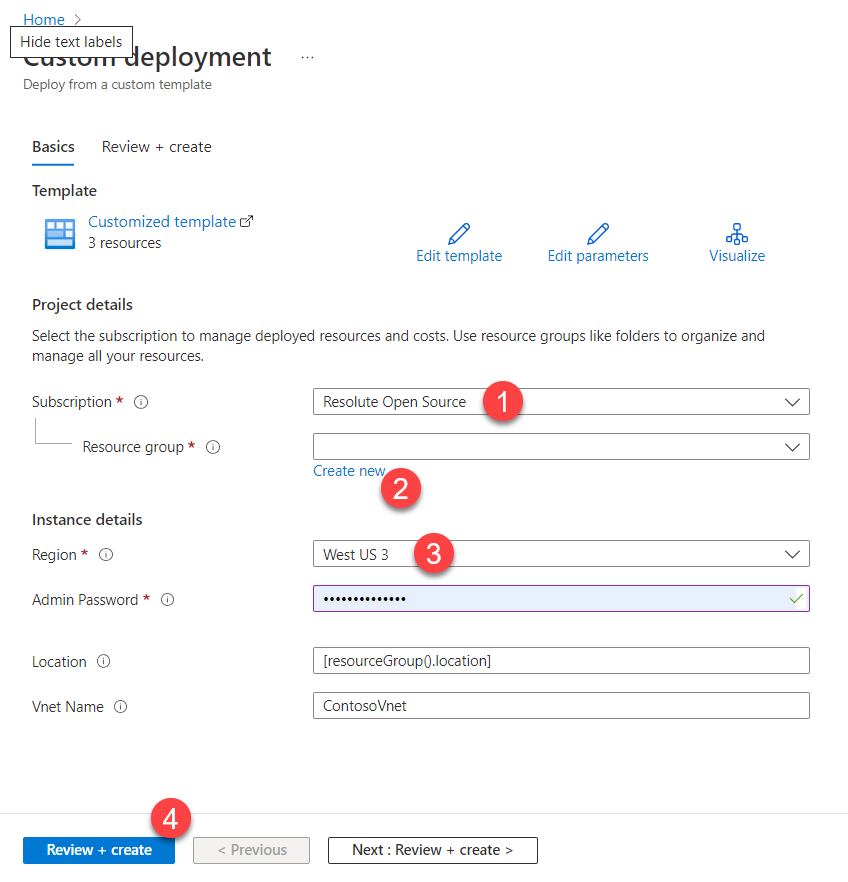 Home >
Hide text labels
Custom deployment ...
Deploy from a custom template
Basics Review + create
Template
Customized template
3 resources
Edit template Edit parameters Visualize
Project details
Select the subscription to manage deployed resources and costs. Use resource groups like folders to organize and
manage all your resources.
Subscription * Resolute Open Source 1
Resource group *
Create new 2
Instance details
Region * West US 3 3
Admin Password * ••••••••••••••
Location [resourceGroup().location]
Vnet Name ContosoVnet
4
Review + create < Previous Next : Review + create >